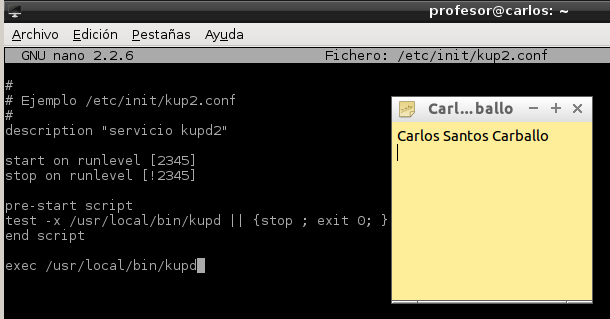 profesor@carlos: ~
Archivo Edición Pestañas Ayuda
GNU nano 2.2.6 Fichero: /etc/init/kup2.conf
#
# Ejemplo /etc/init/kup2.conf
#
description "servicio kupd2"
start on runlevel [2345]
stop on runlevel [!2345]
pre-start script
test -x /usr/local/bin/kupd || {stop ; exit 0; }
end script
exec /usr/local/bin/kupd
Carl...ballo
Carlos Santos Carballo